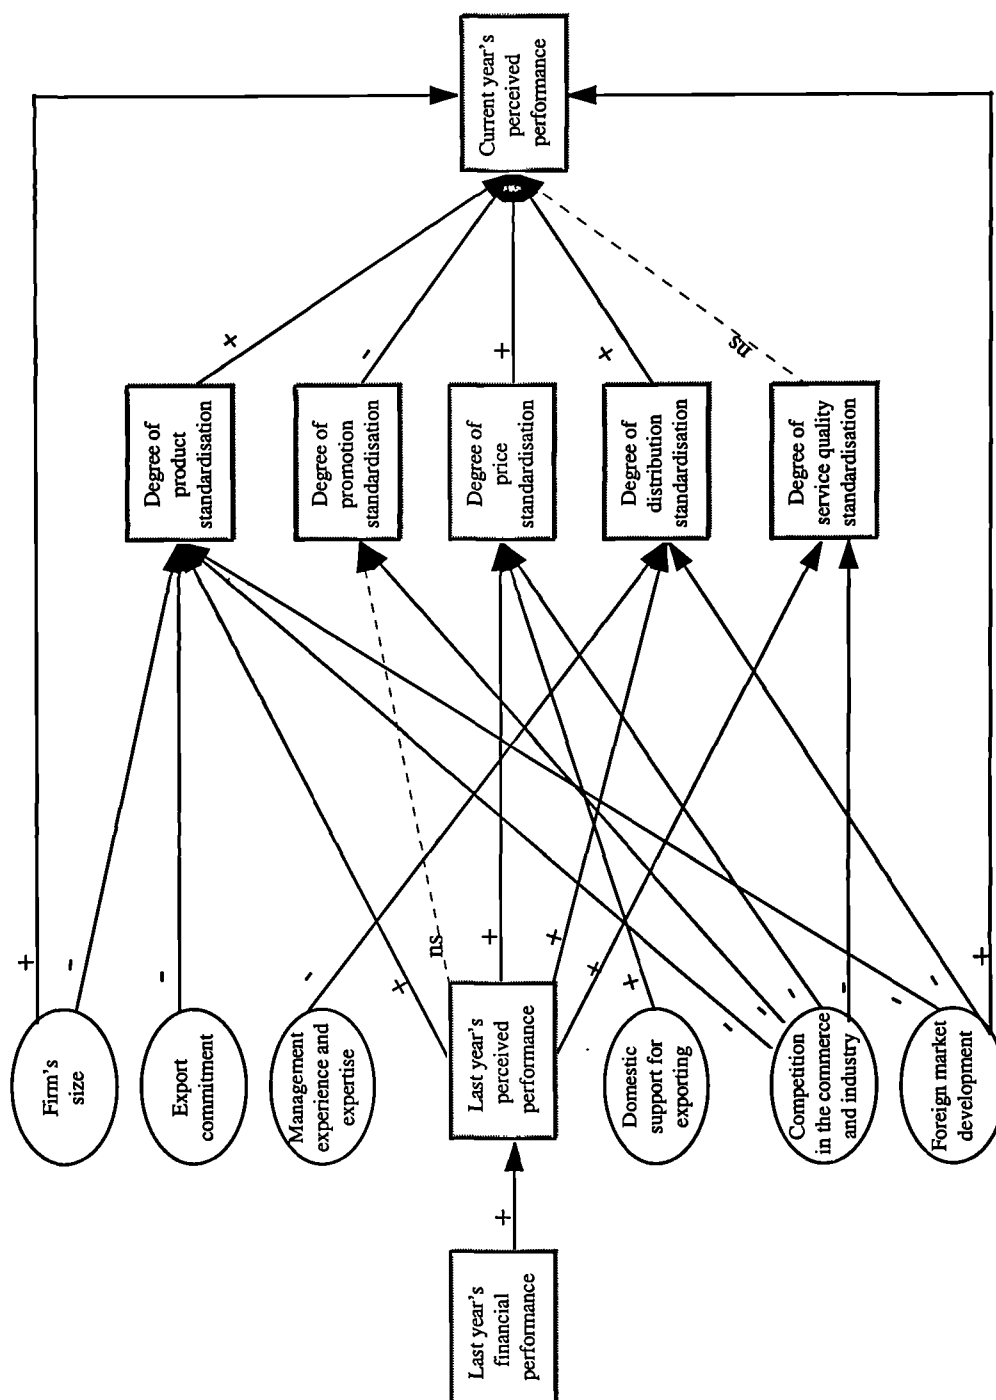 Last year's
financial
performance
+
Firm's
size
Export
commitment
Management
experience and
expertise
Last year's
perceived
performance
Domestic
support for
exporting
Competition
in the commerce
and industry
Foreign market
development
+
-
-
-
+
ns
+
+
+
+
-
-
-
-
-
-
+
Degree of
product
standardisation
Degree of
promotion
standardisation
Degree of
price
standardisation
Degree of
distribution
standardisation
Degree of
service quality
standardisation
+
-
+
+
ns
Current year's
perceived
performance